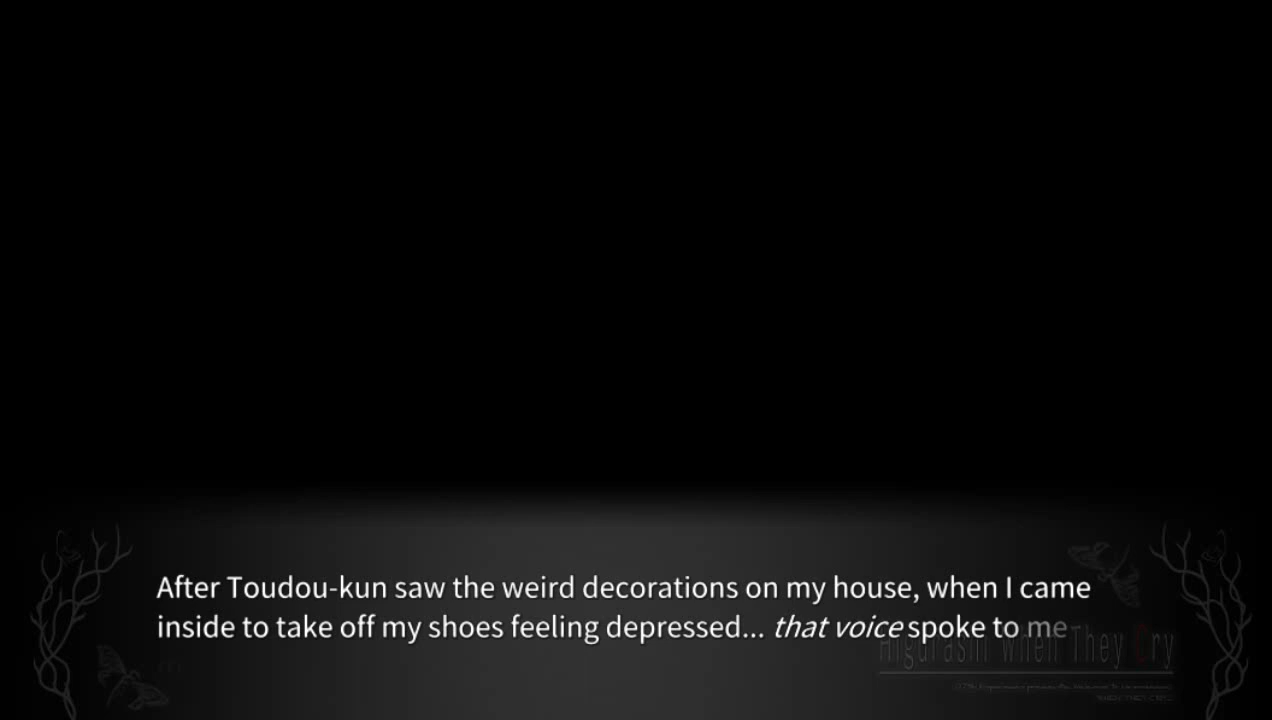 After Toudou-kun saw the weird decorations on my house, when I came
inside to take off my shoes feeling depressed... that voice spoke to me
Higurashi When They Cry